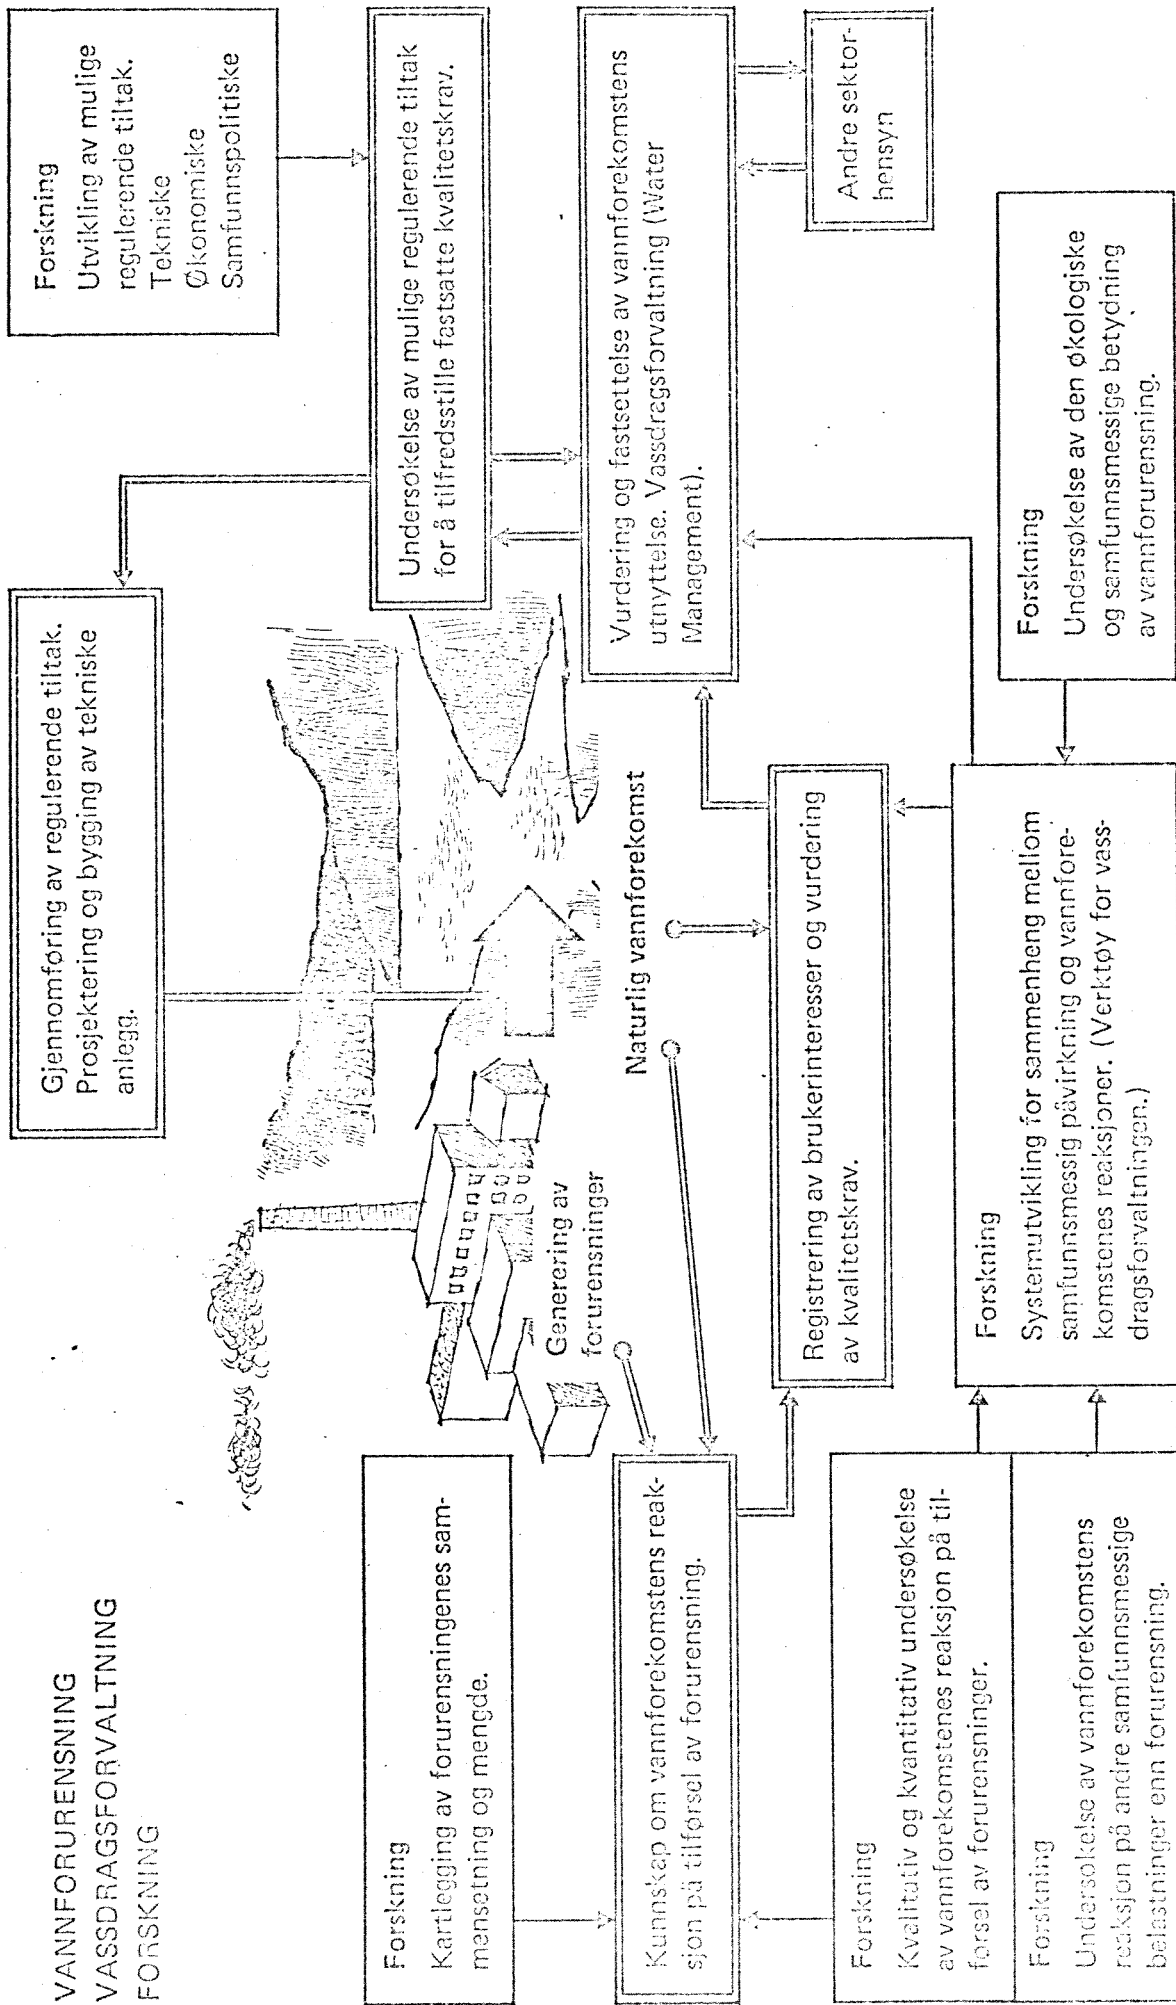 VANNFORURENSNING
VASSDRAGSFORVALTNING
FORSKNING
Gjennomføring av regulerende tiltak.
Prosjektering og bygging av tekniske
anlegg.
Forskning
Utvikling av mulige
regulerende tiltak.
Tekniske
Økonomiske
Samfunnspolitiske
Forskning
Kartlegging av forurensningenes sam-
mensetning og mengde.
Generering av
forurensninger
Undersøkelse av mulige regulerende tiltak
for å tilfredsstille fastsatte kvalitetskrav.
Kunnskap om vannforekomstens reak-
sjon på tilførsel av forurensning.
Naturlig vannforekomst
Vurdering og fastsettelse av vannforekomstens
utnyttelse. Vassdragsforvaltning (Water
Management).
Registrering av brukerinteresser og vurdering
av kvalitetskrav.
Andre sektor-
hensyn
Forskning
Kvalitativ og kvantitativ undersøkelse
av vannforekomstenes reaksjon på til-
førsel av forurensninger.
Forskning
Systemutvikling for sammenheng mellom
samfunnsmessig påvirkning og vannfore-
komstenes reaksjoner. (Verktøy for vass-
dragsforvaltningen.)
Forskning
Undersøkelse av den økologiske
og samfunnsmessige betydning
av vannforurensning.
Forskning
Undersøkelse av vannforekomstens
reaksjon på andre samfunnsmessige
belastninger enn forurensning.